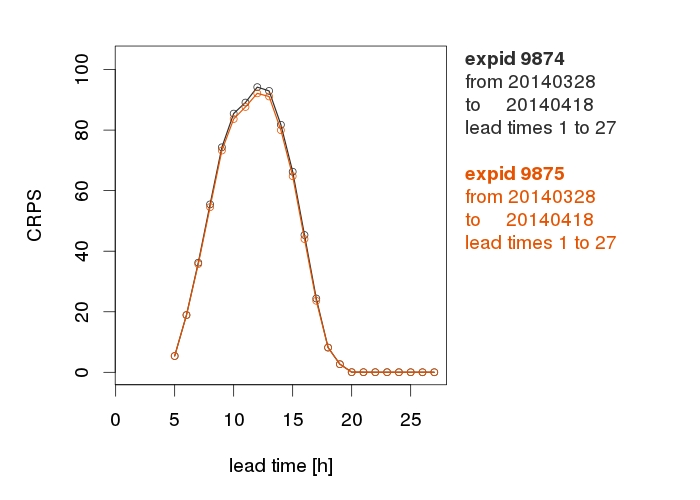 CRPS
100
80
60
40
20
0
0 5 10 15 20 25
lead time [h]
expid 9874
from 20140328
to 20140418
lead times 1 to 27
expid 9875
from 20140328
to 20140418
lead times 1 to 27